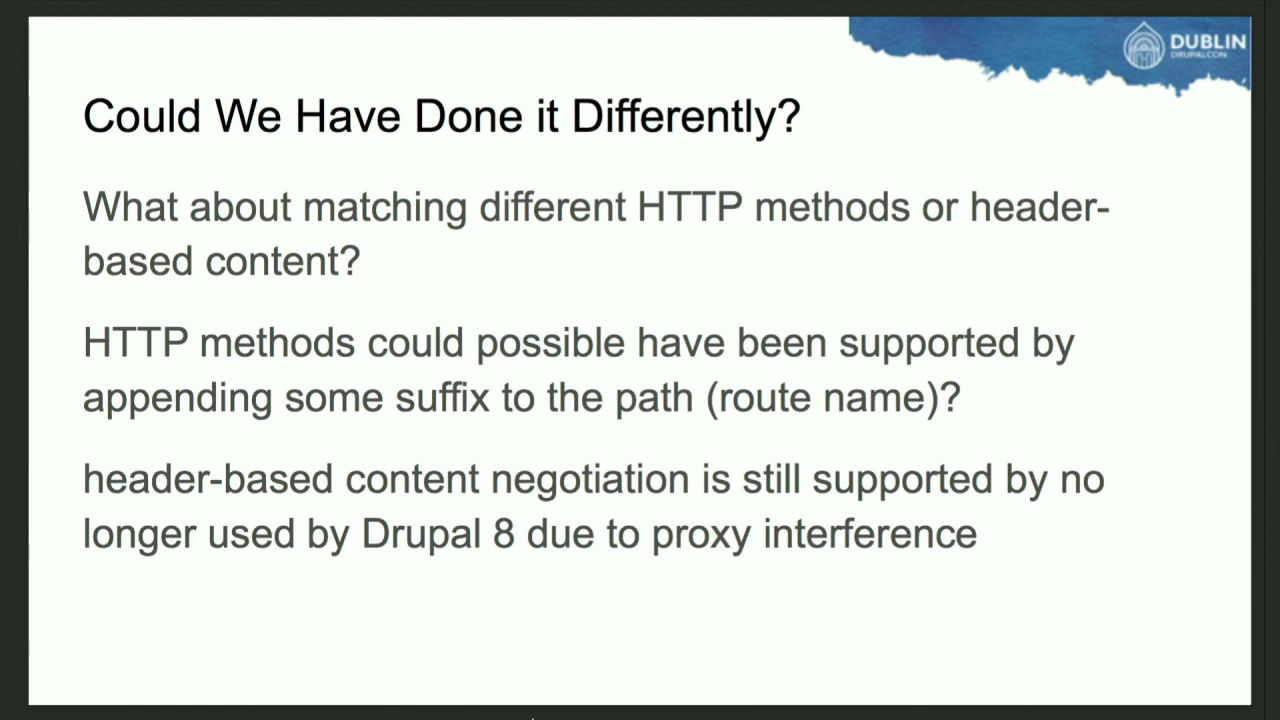 DUBLIN
DRUPALCON
Could We Have Done it Differently?
What about matching different HTTP methods or header-
based content?
HTTP methods could possible have been supported by
appending some suffix to the path (route name)?
header-based content negotiation is still supported by no
longer used by Drupal 8 due to proxy interference